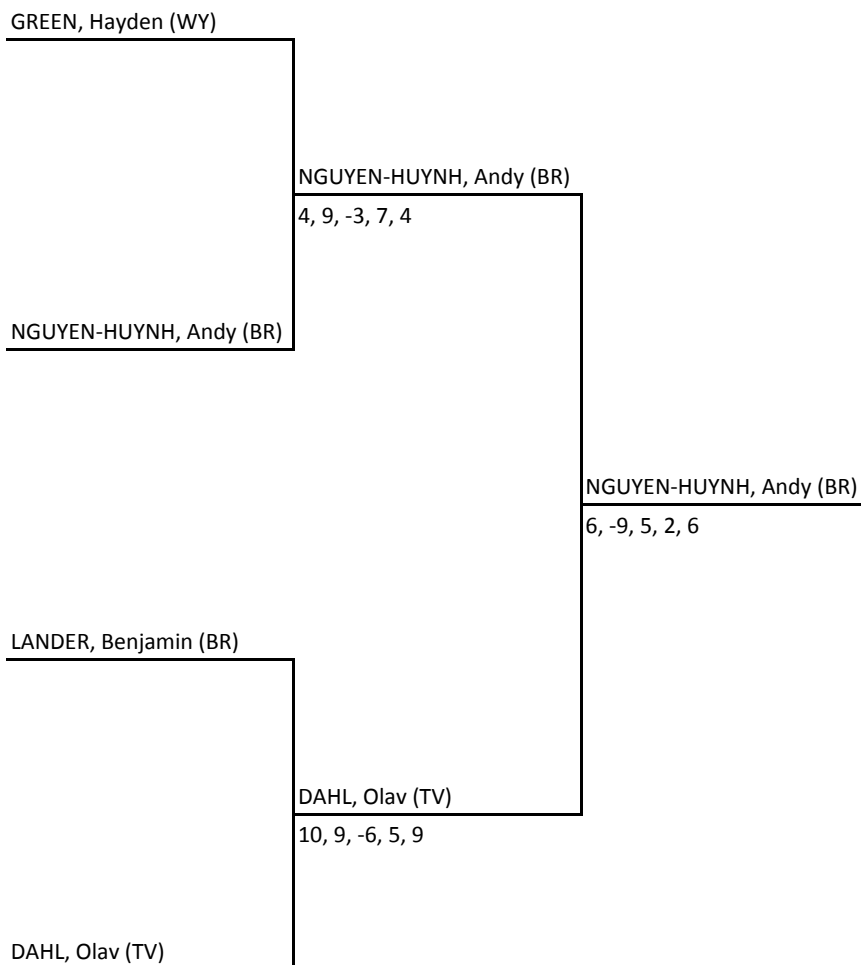 GREEN, Hayden (WY)
NGUYEN-HUYNH, Andy (BR)
4, 9, -3, 7, 4
NGUYEN-HUYNH, Andy (BR)
NGUYEN-HUYNH, Andy (BR)
6, -9, 5, 2, 6
LANDER, Benjamin (BR)
DAHL, Olav (TV)
10, 9, -6, 5, 9
DAHL, Olav (TV)